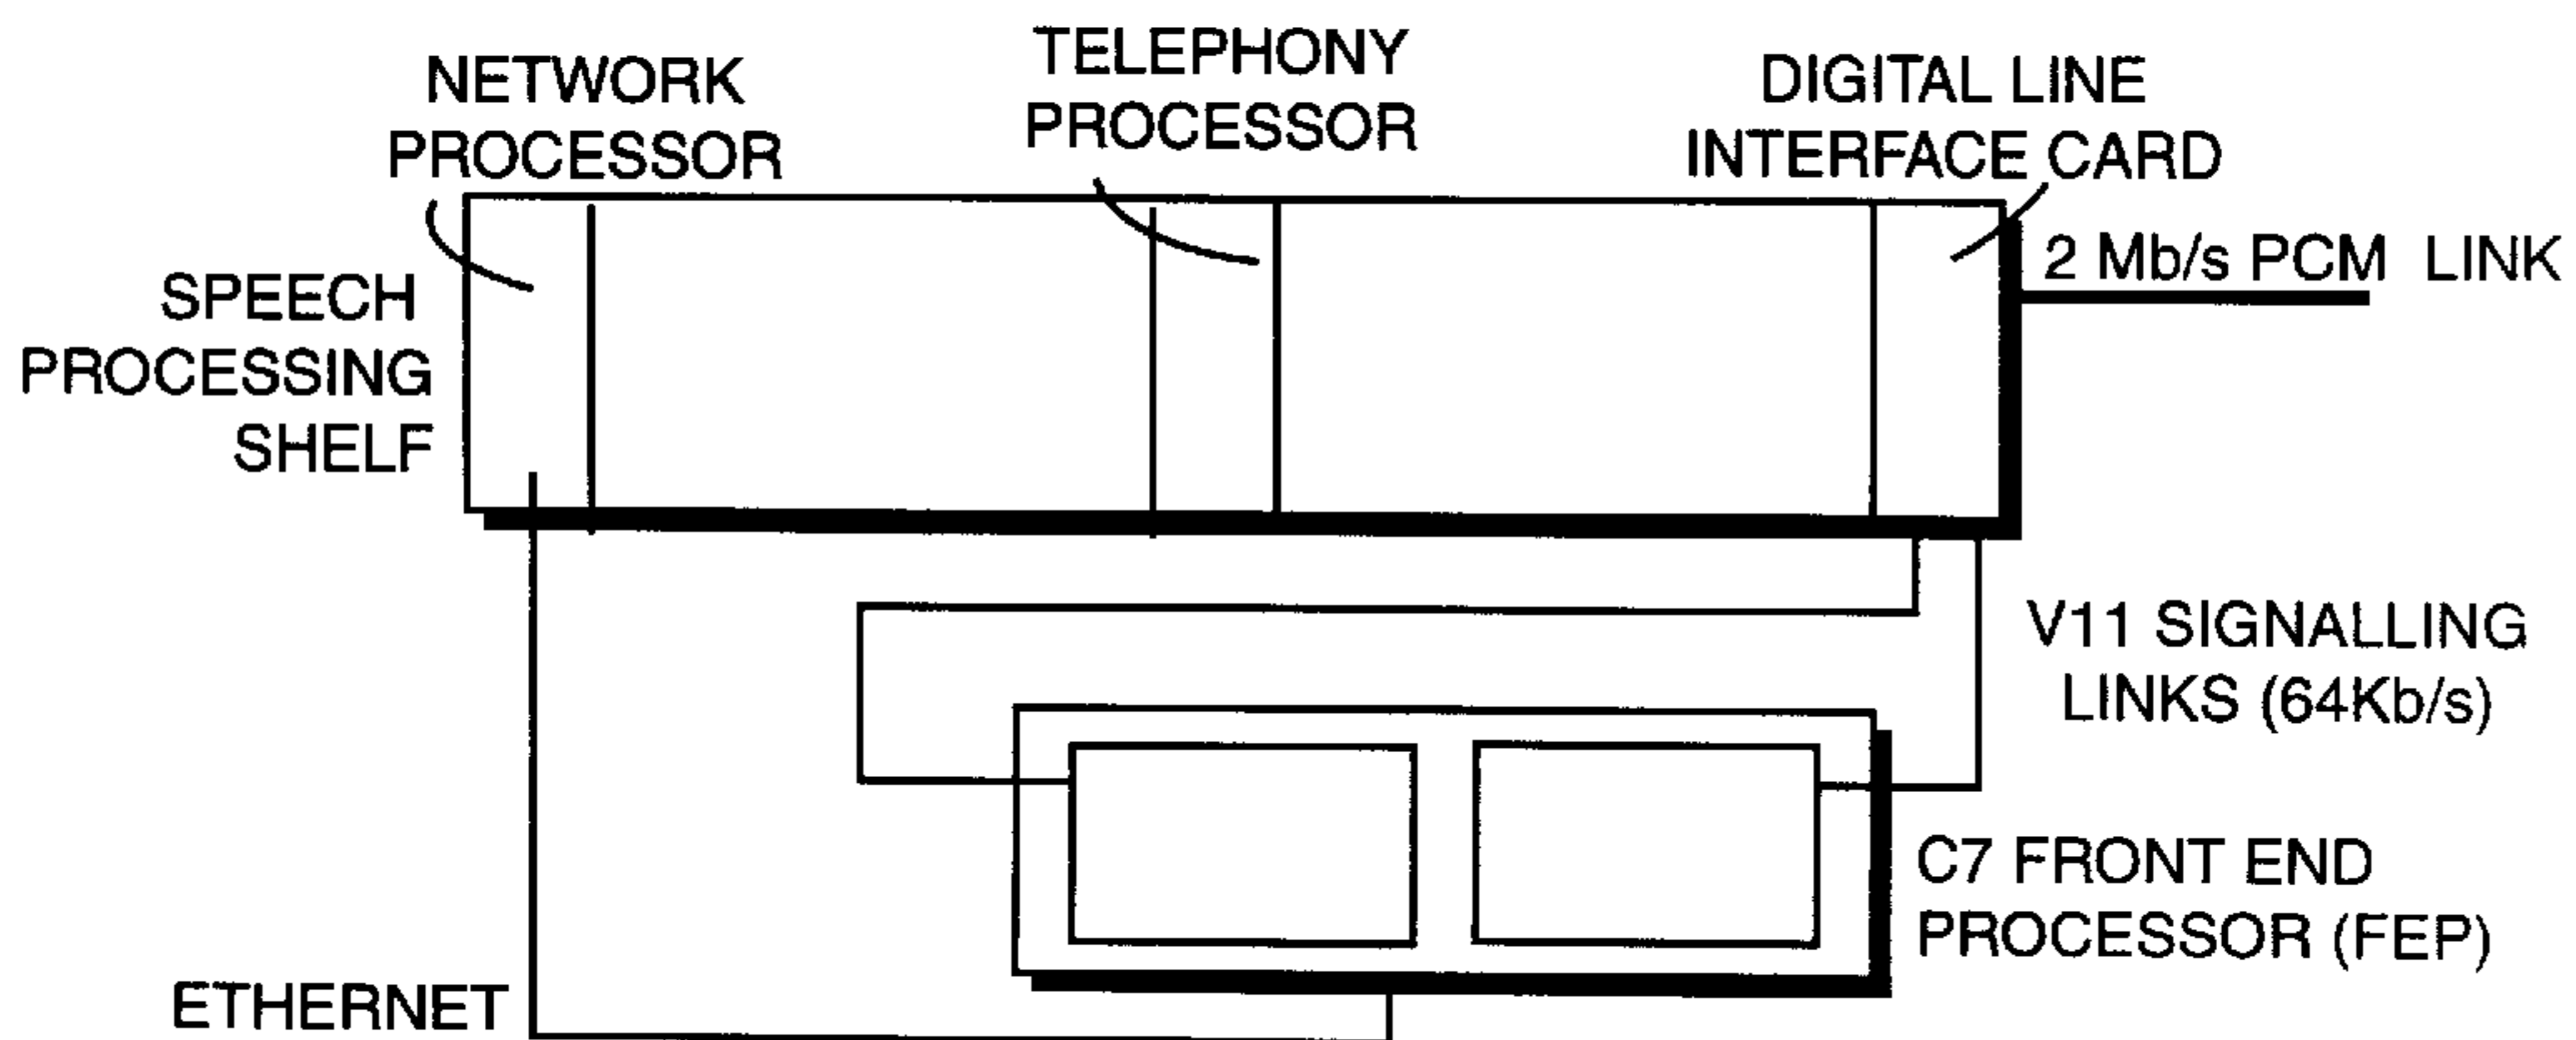 NETWORK
PROCESSOR
TELEPHONY
PROCESSOR
DIGITAL LINE
INTERFACE CARD
2 Mb/s PCM LINK
SPEECH
PROCESSING
SHELF
V11 SIGNALLING
LINKS (64Kb/s)
C7 FRONT END
PROCESSOR (FEP)
ETHERNET